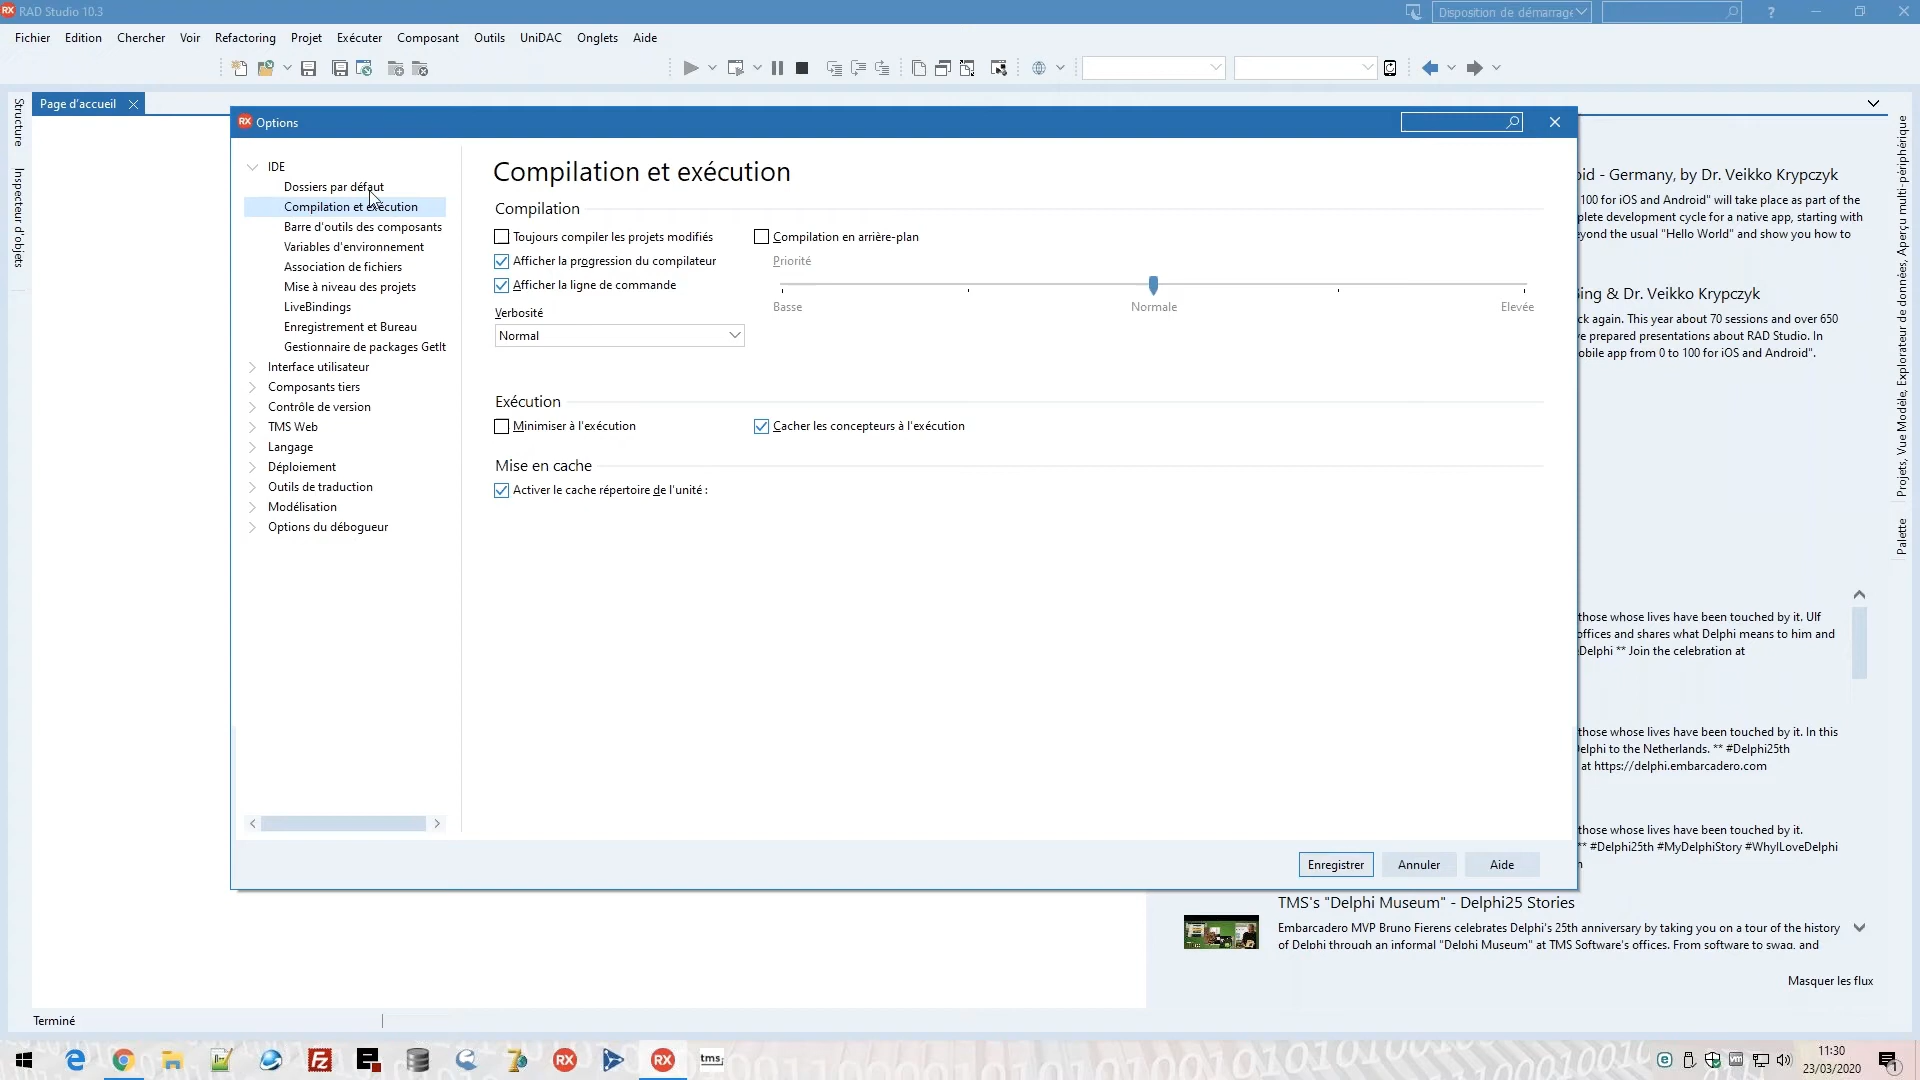 RX RAD Studio 10.3
Disposition de démarrage
?
Fichier Edition Chercher Voir Refactoring Projet Exécuter Composant Outils UniDAC Onglets Aide
Structure
Inspecteur d'objets
Page d'accueil
RX Options
IDE
Dossiers par défaut
Compilation et exécution
Barre d'outils des composants
Variables d'environnement
Association de fichiers
Mise à niveau des projets
LiveBindings
Enregistrement et Bureau
Gestionnaire de packages GetIt
Interface utilisateur
Composants tiers
Contrôle de version
TMS Web
Langage
Déploiement
Outils de traduction
Modélisation
Options du débogueur
Compilation et exécution
Compilation
Toujours compiler les projets modifiés
Compilation en arrière-plan
Afficher la progression du compilateur
Priorité
Afficher la ligne de commande
Basse Normale Elevée
Verbosité
Normal
Exécution
Minimiser à l'exécution
Cacher les concepteurs à l'exécution
Mise en cache
Activer le cache répertoire de l'unité :
Enregistrer Annuler Aide
- Germany, by Dr. Veikko Krypczyk
100 for iOS and Android" will take place as part of the
development cycle for a native app, starting with
the usual "Hello World" and show you how to
& Dr. Veikko Krypczyk
again. This year about 70 sessions and over 650
prepared presentations about RAD Studio. In
app from 0 to 100 for iOS and Android".
those whose lives have been touched by it. Ulf
offices and shares what Delphi means to him and
** Join the celebration at
those whose lives have been touched by it. In this
to the Netherlands. ** #Delphi25th
at https://delphi.embarcadero.com
those whose lives have been touched by it.
** #Delphi25th #MyDelphiStory #WhyILoveDelphi
TMS's "Delphi Museum" - Delphi25 Stories
Embarcadero MVP Bruno Fierens celebrates Delphi's 25th anniversary by taking you on a tour of the history
of Delphi through an informal "Delphi Museum" at TMS Software's offices. From software to swag, and
Masquer les flux
Projets, Vue Modèle, Explorateur de données, Aperçu multi-périphérique
Palette
Terminé
RX
RX
tms
11:30
23/03/2020
1